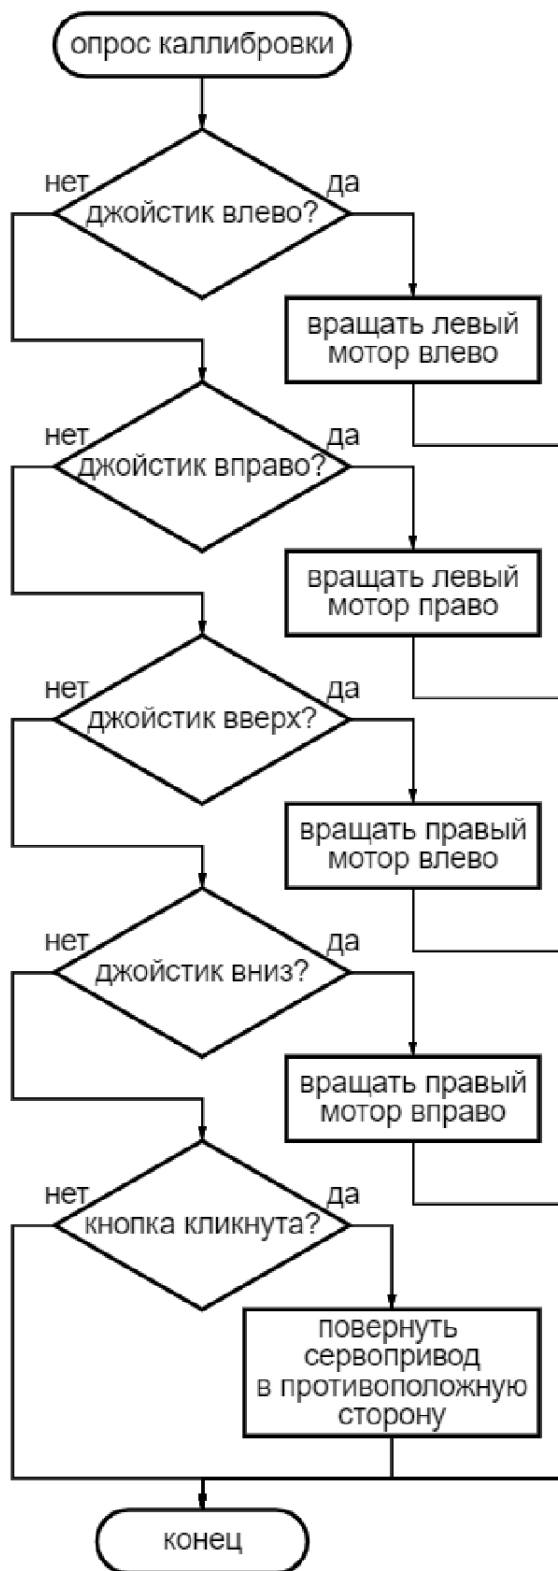 опрос каллибровки
нет
да
джойстик влево?
вращать левый
мотор влево
нет
да
джойстик вправо?
вращать левый
мотор право
нет
да
джойстик вверх?
вращать правый
мотор влево
нет
да
джойстик вниз?
вращать правый
мотор вправо
нет
да
кнопка кликнута?
повернуть
сервопривод
в противоположную
сторону
конец